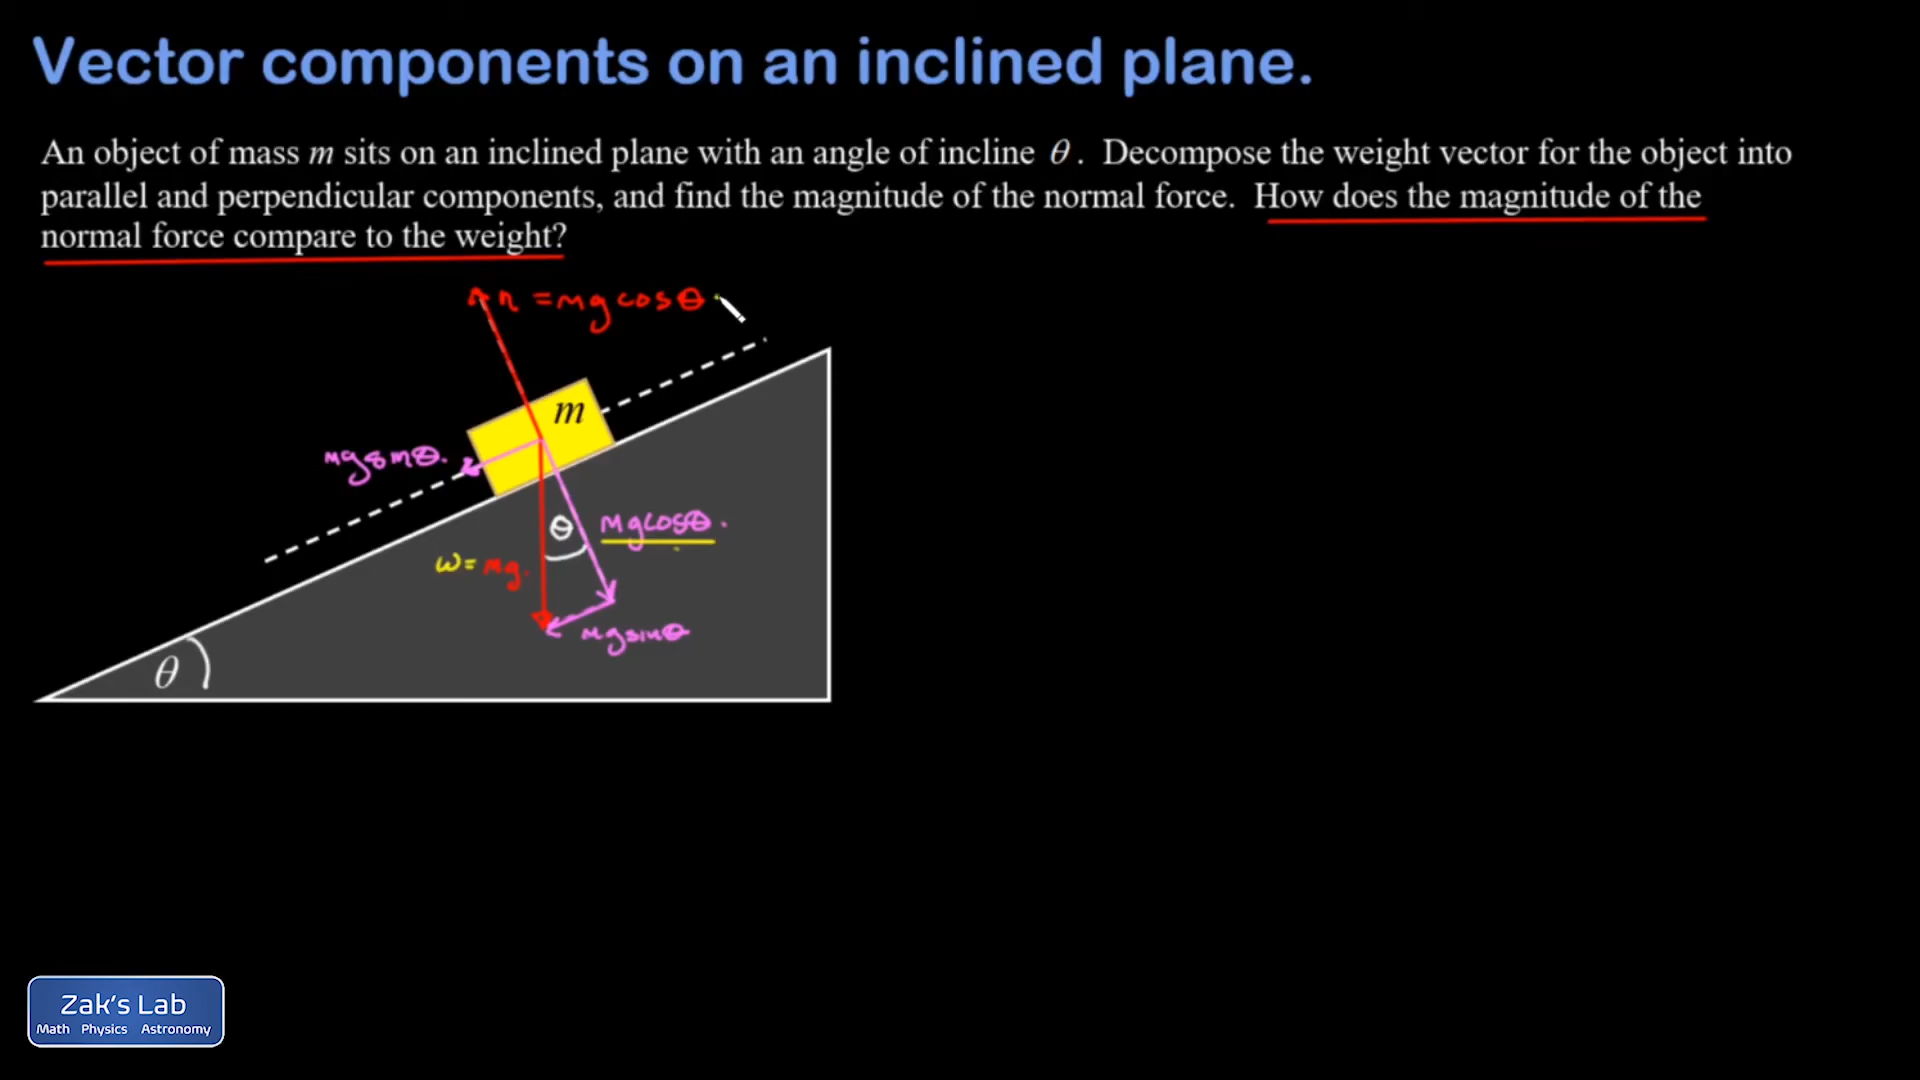 Vector components on an inclined plane.
An object of mass m sits on an inclined plane with an angle of incline θ. Decompose the weight vector for the object into
parallel and perpendicular components, and find the magnitude of the normal force. How does the magnitude of the
normal force compare to the weight?
n = mg cos θ
m
mg sin θ.
θ
mg cos θ.
w = mg.
mg sin θ
θ
Zak's Lab
Math Physics Astronomy